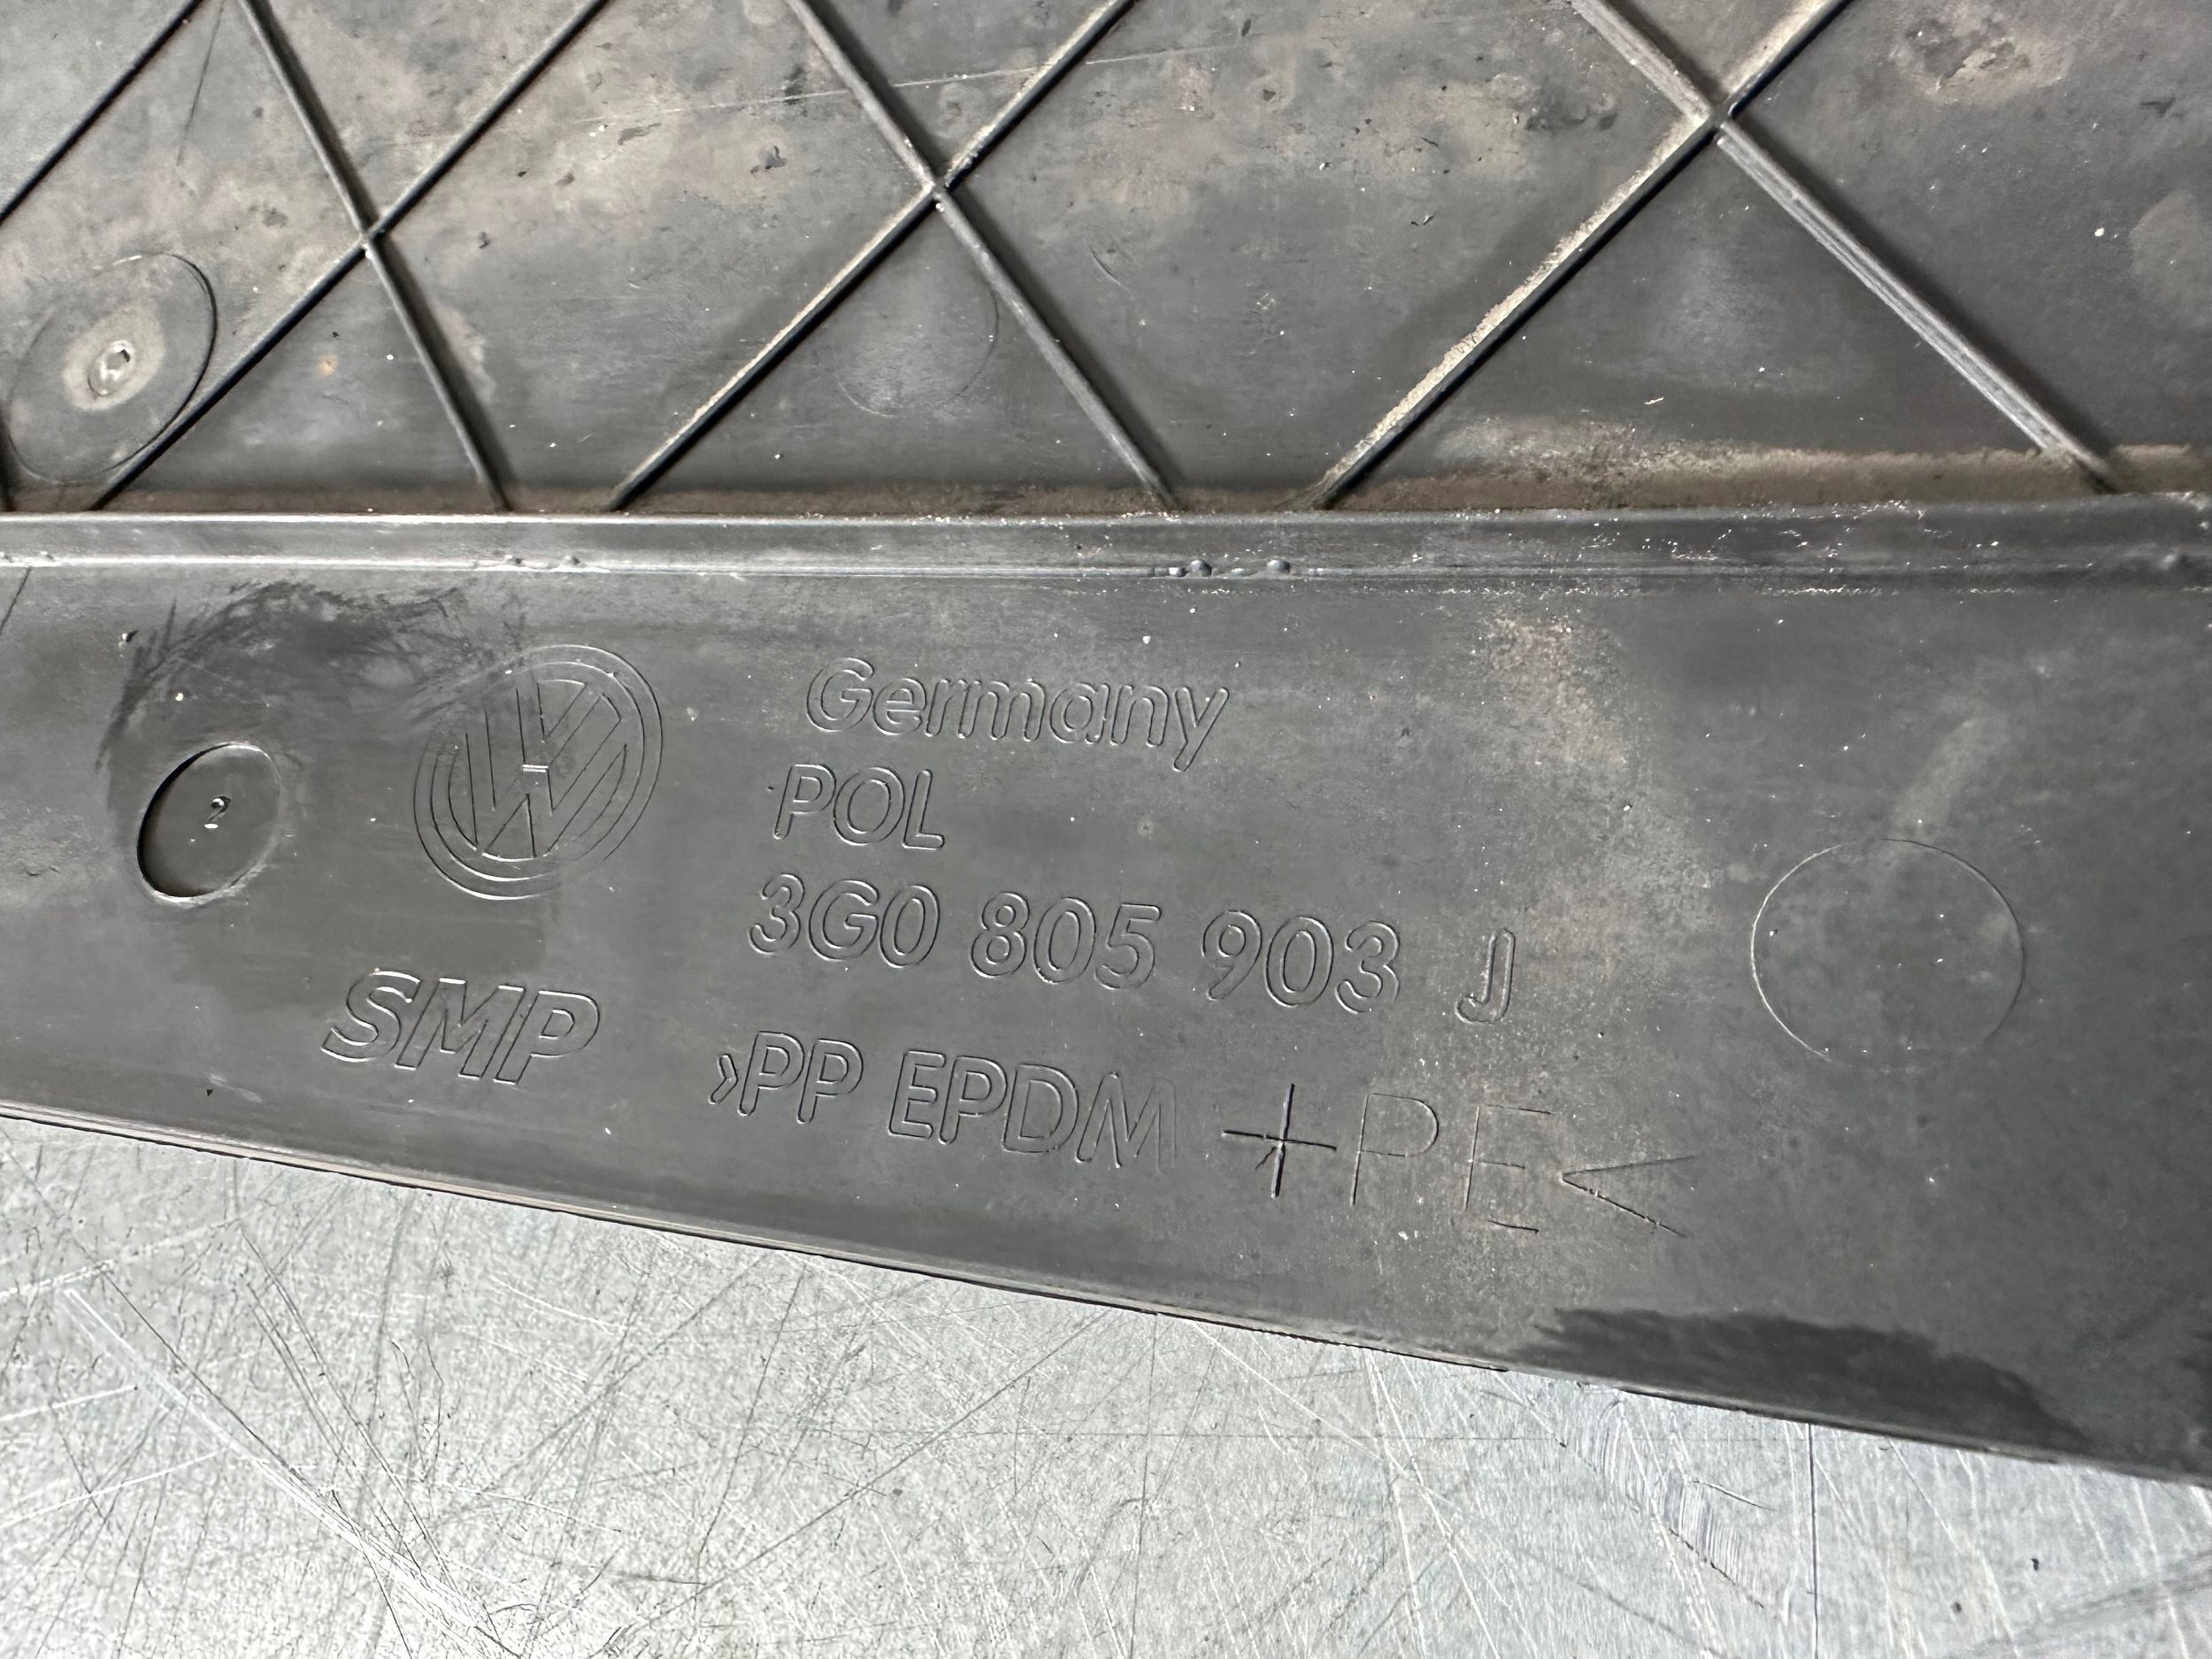 Germany
POL
3G0 805 903 J
SMP
>PP EPDM +PE<